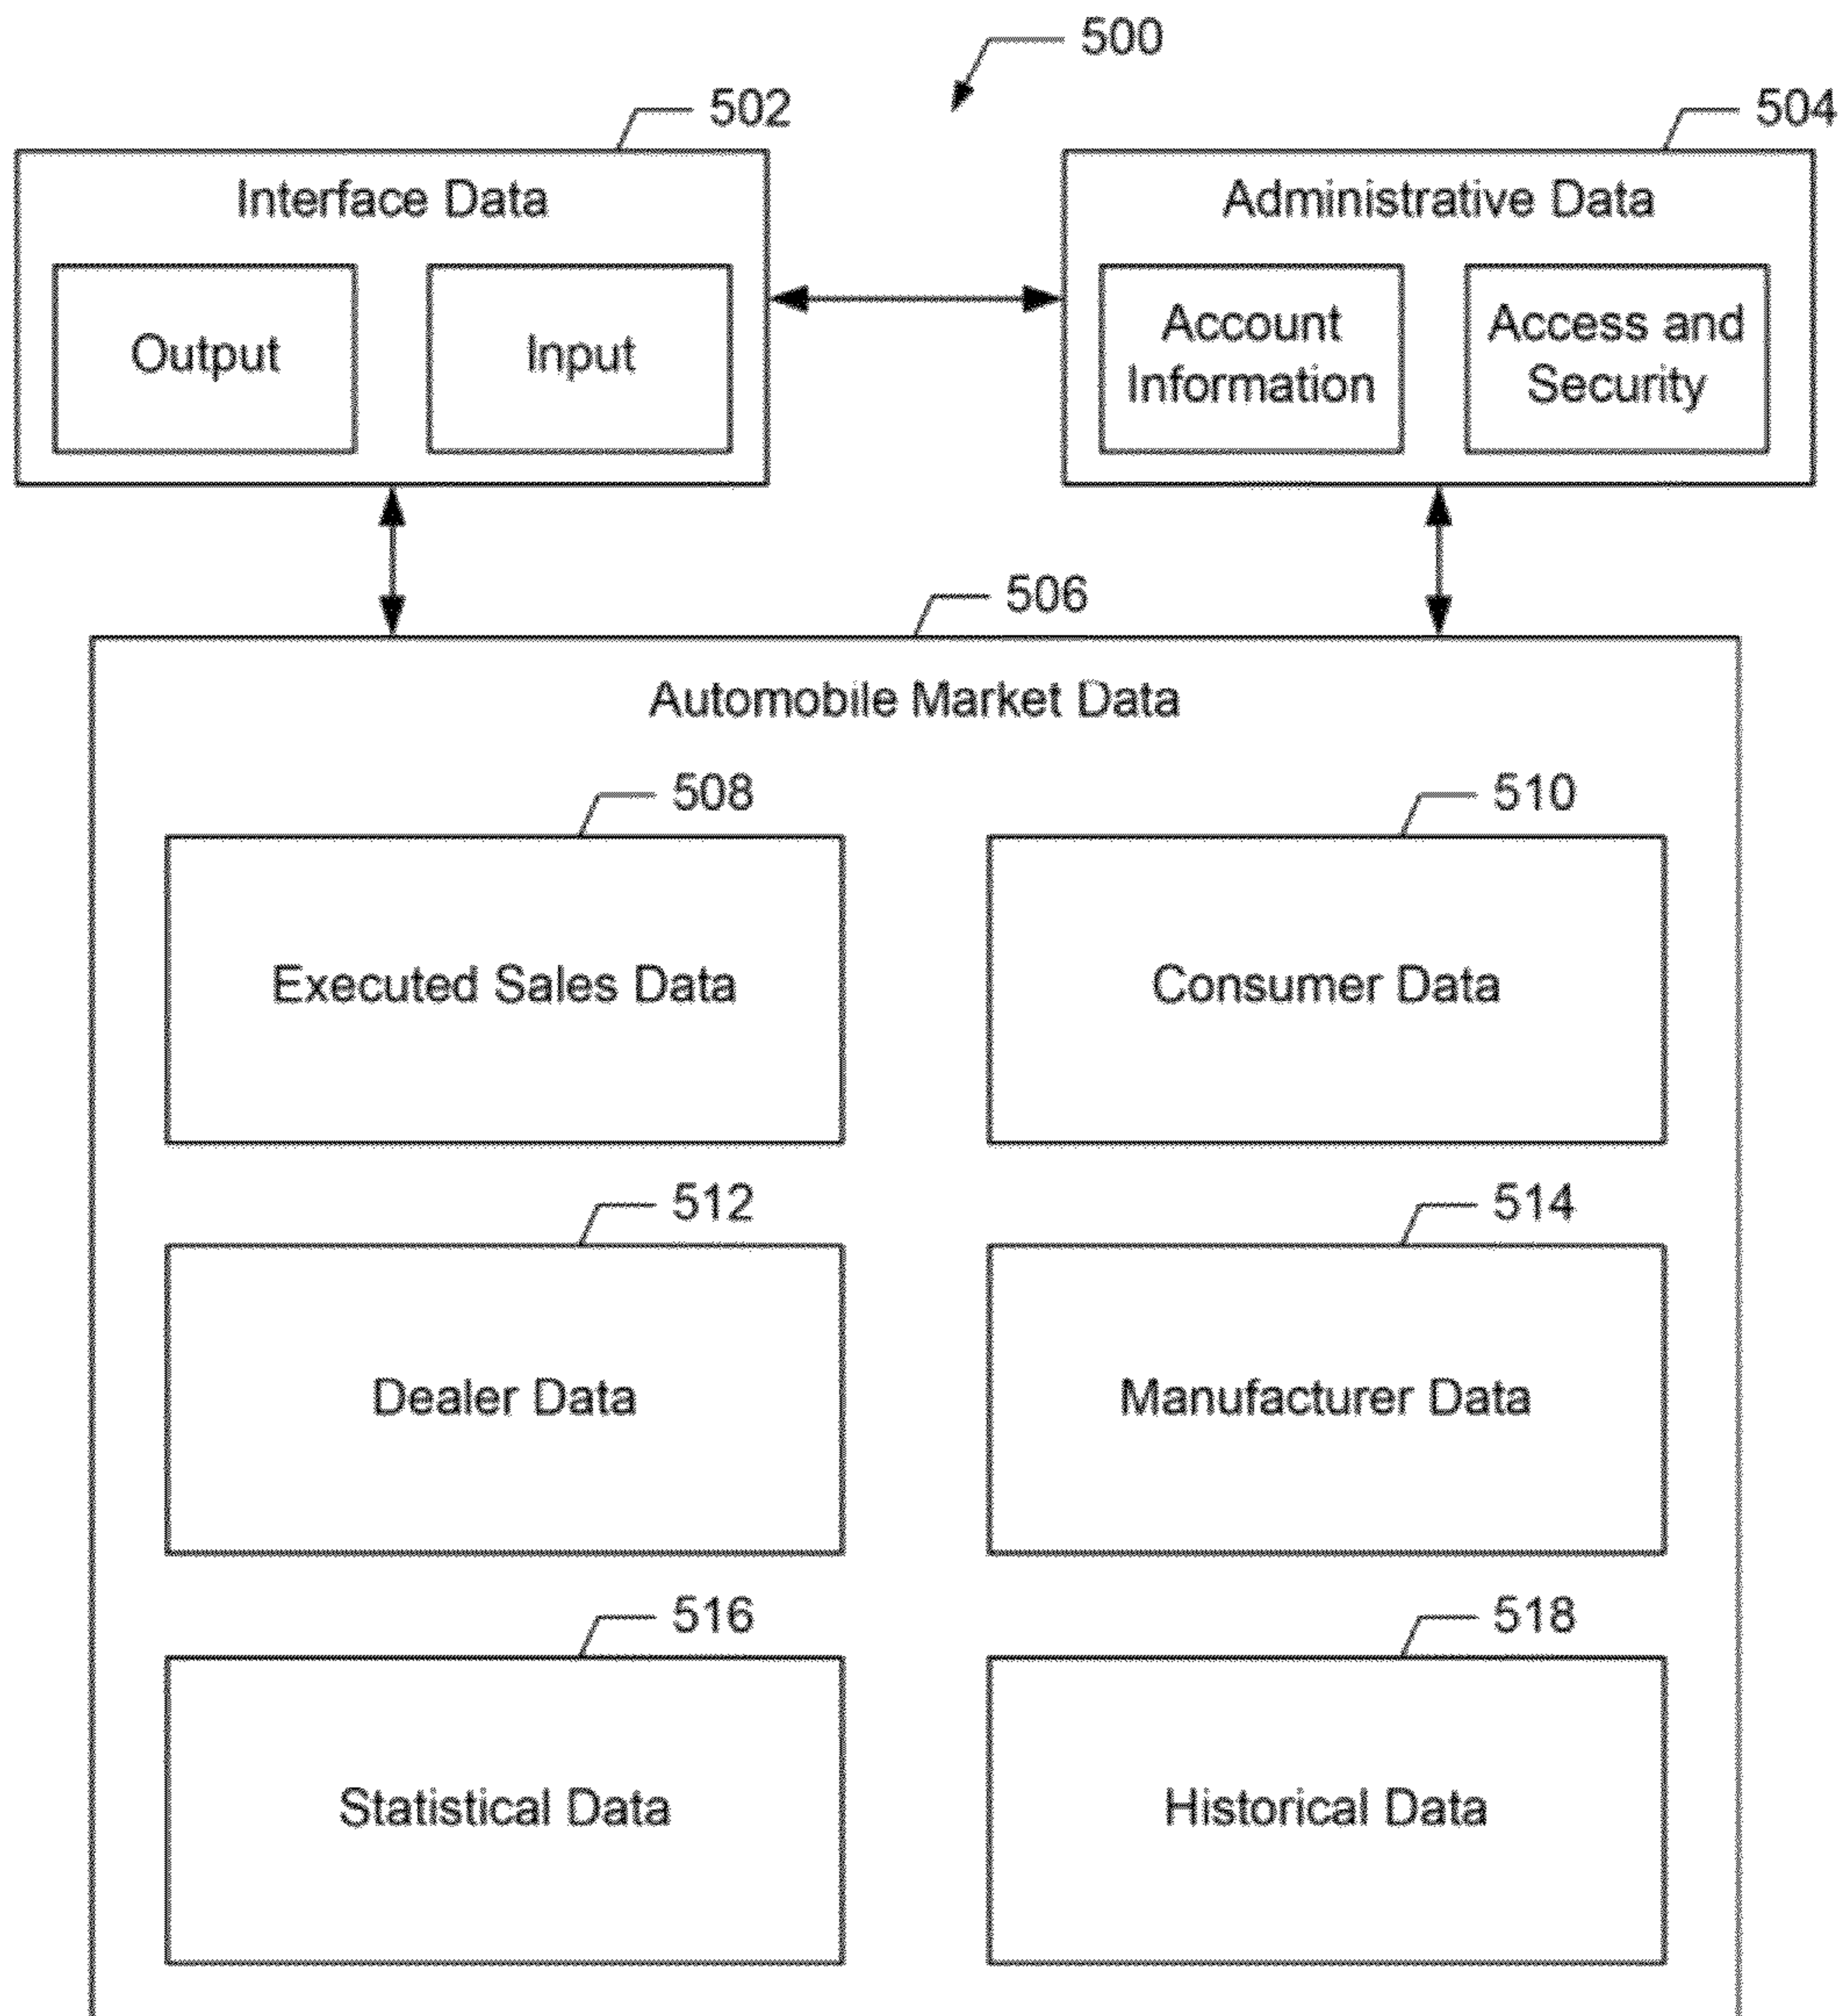 500
502
504
Interface Data
Administrative Data
Output
Input
Account
Information
Access and
Security
506
Automobile Market Data
508
510
Executed Sales Data
Consumer Data
512
514
Dealer Data
Manufacturer Data
516
518
Statistical Data
Historical Data